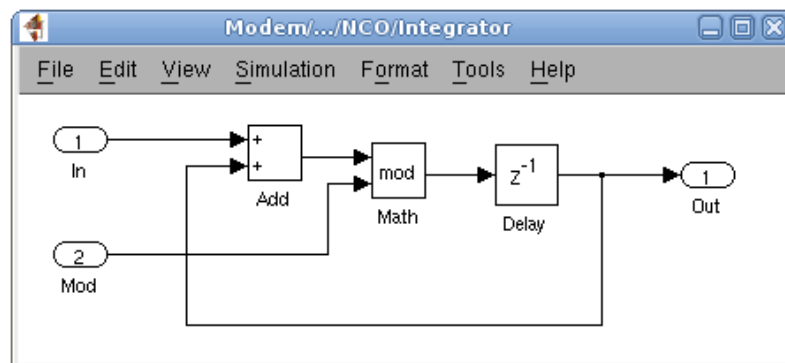 Modem/.../NCO/Integrator
File Edit View Simulation Format Tools Help
1
In
+
+
Add
mod
Math
z-1
Delay
1
Out
2
Mod